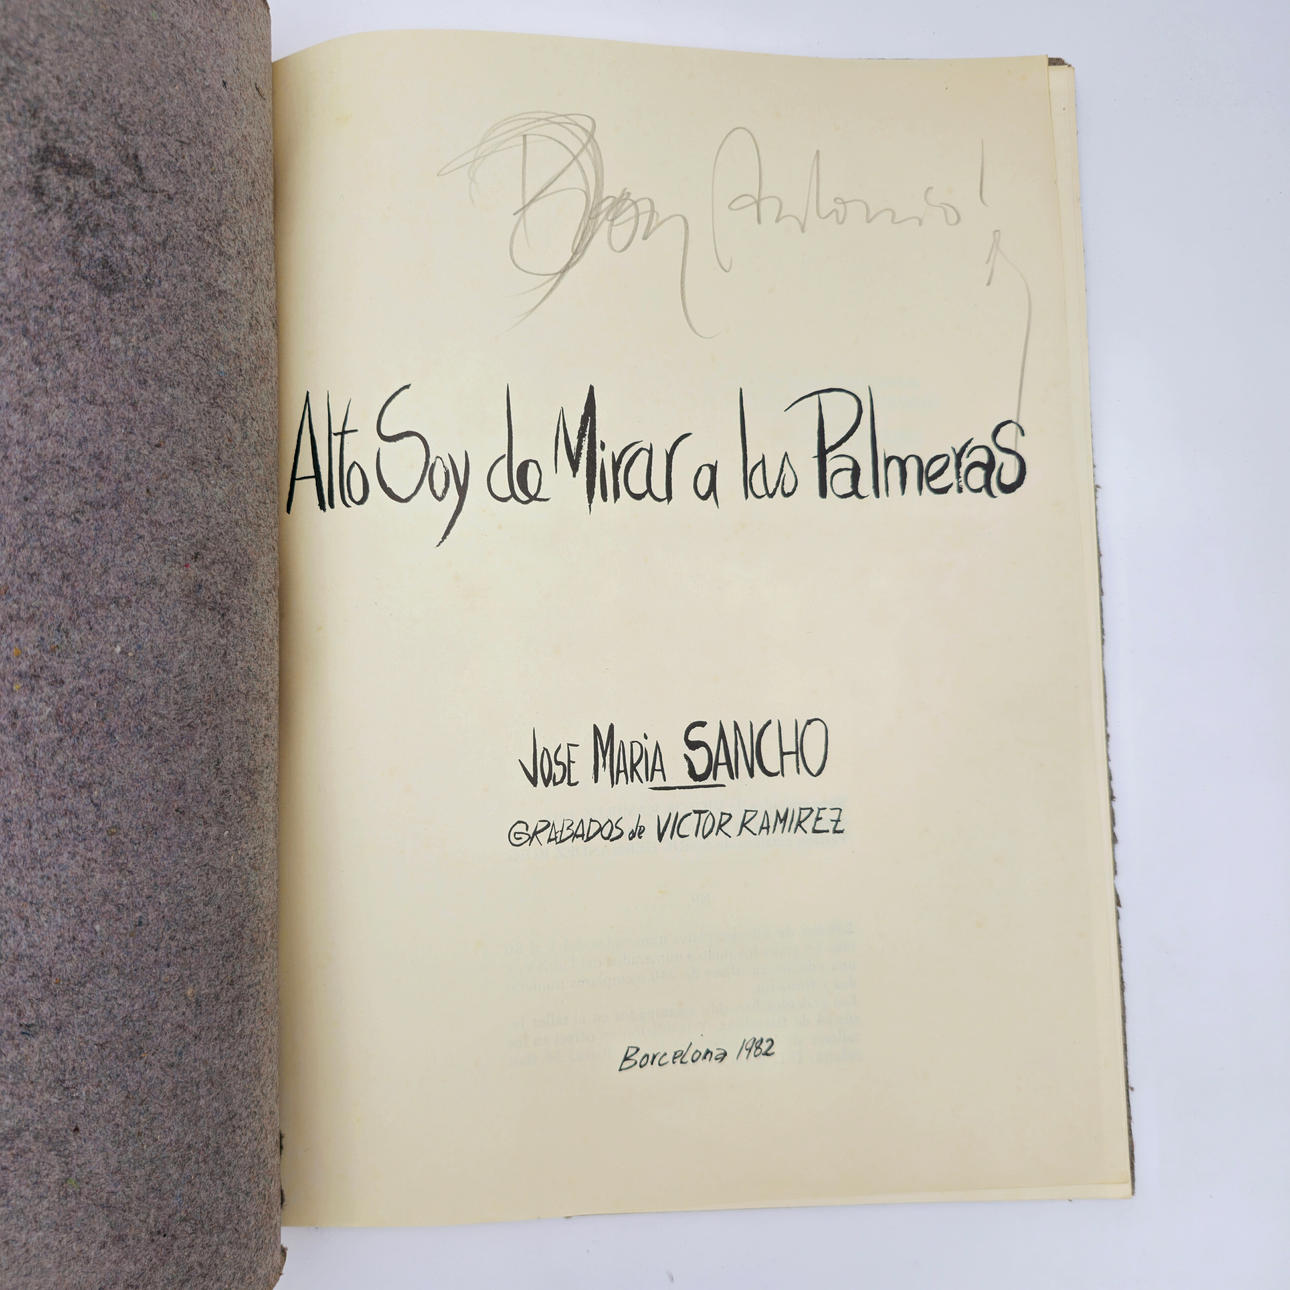 Don Antonio!
Alto Soy de Mirar a las Palmeras
JOSE MARiA SANCHO
GRABADOS de VICTOR RAMIREZ
Barcelona 1982